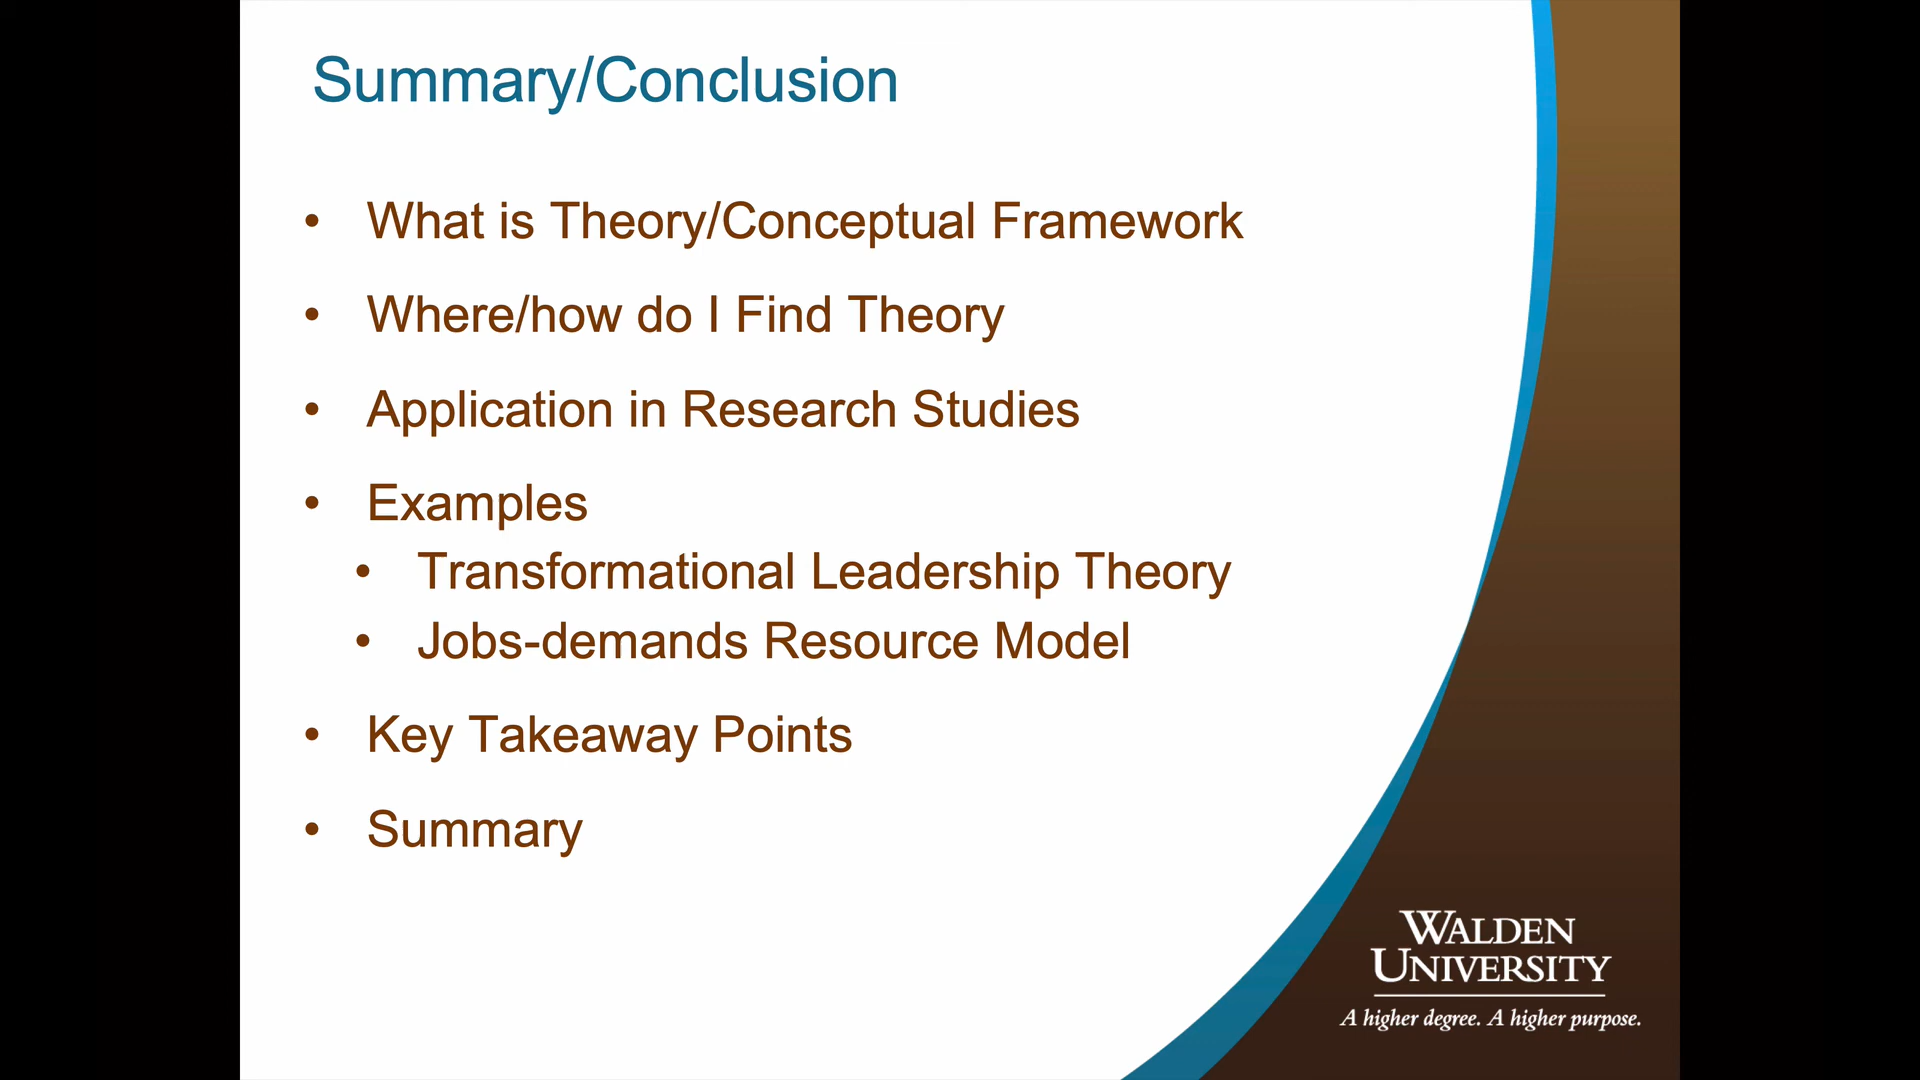 Summary/Conclusion
• What is Theory/Conceptual Framework
• Where/how do I Find Theory
• Application in Research Studies
• Examples
• Transformational Leadership Theory
• Jobs-demands Resource Model
• Key Takeaway Points
• Summary
WALDEN
UNIVERSITY
A higher degree. A higher purpose.